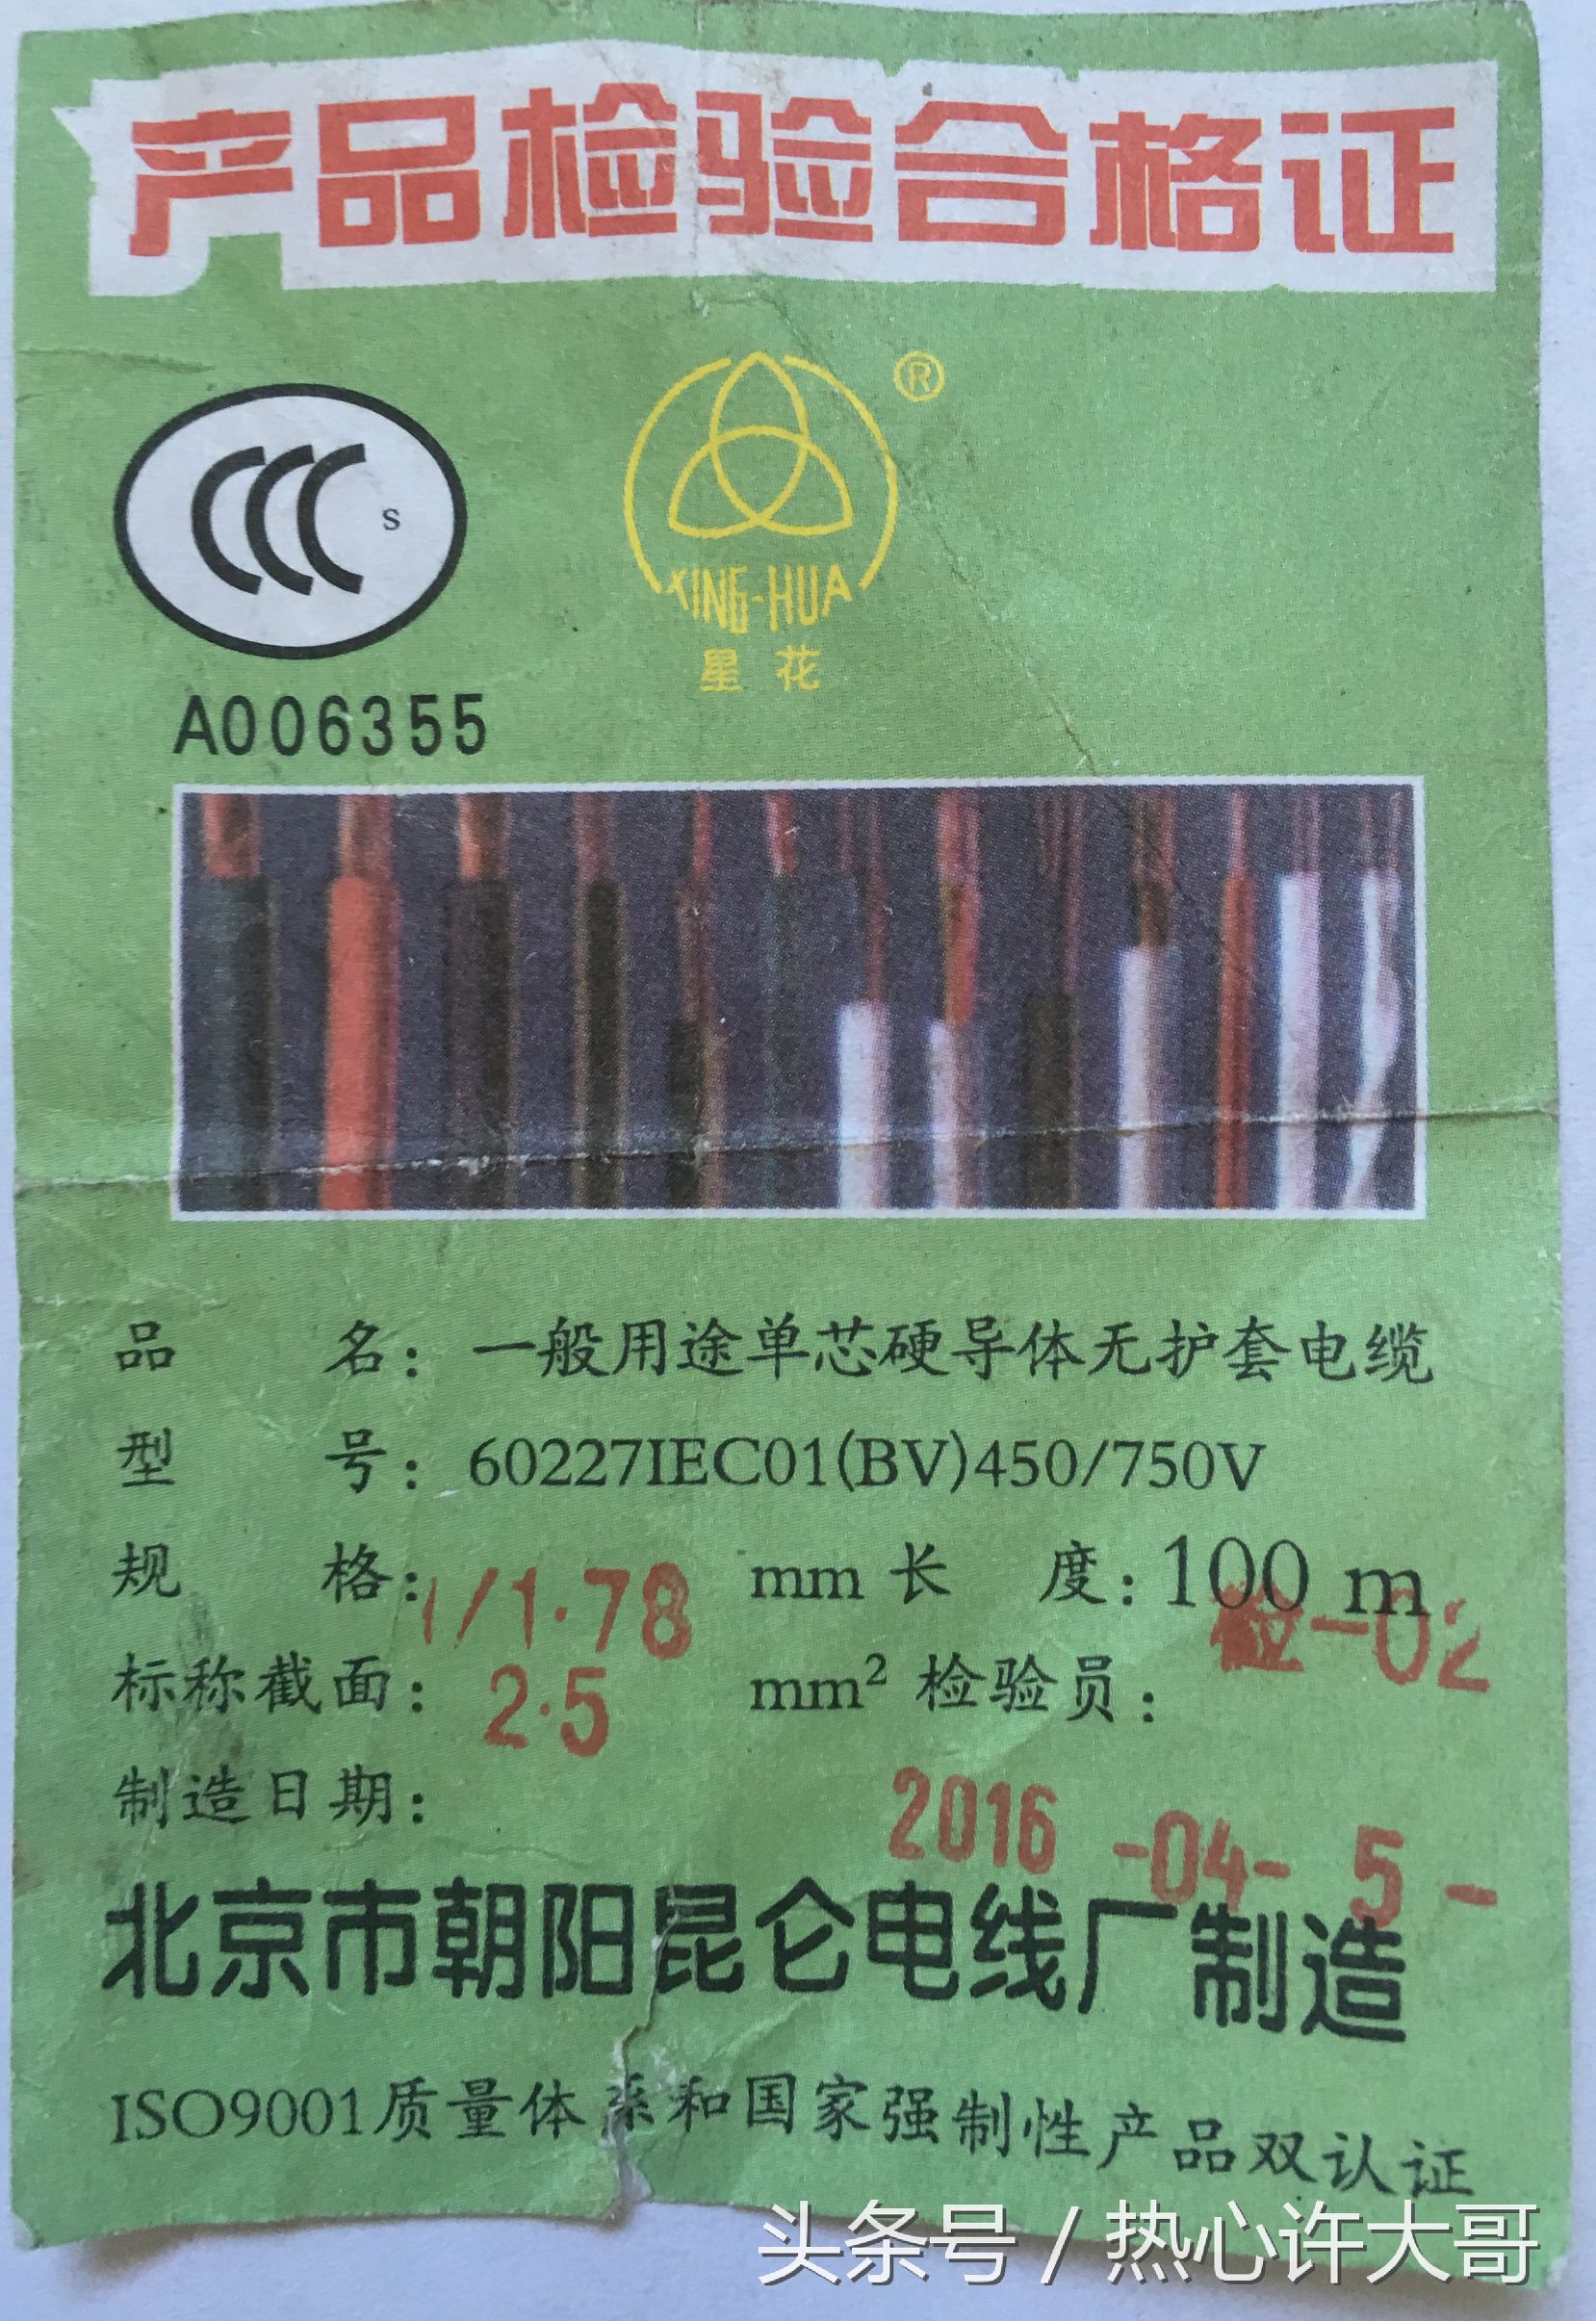 产品检验合格证
CCC S
®
XING-HUA
星花
A006355
品名：一般用途单芯硬导体无护套电缆
型号：60227IEC01(BV)450/750V
规格：1/1·78 mm 长度：100 m
标称截面：2·5 mm² 检验员： -02
制造日期：2016-04-5-
北京市朝阳昆仑电线厂制造
ISO9001质量体系和国家强制性产品双认证
头条号 / 热心许大哥